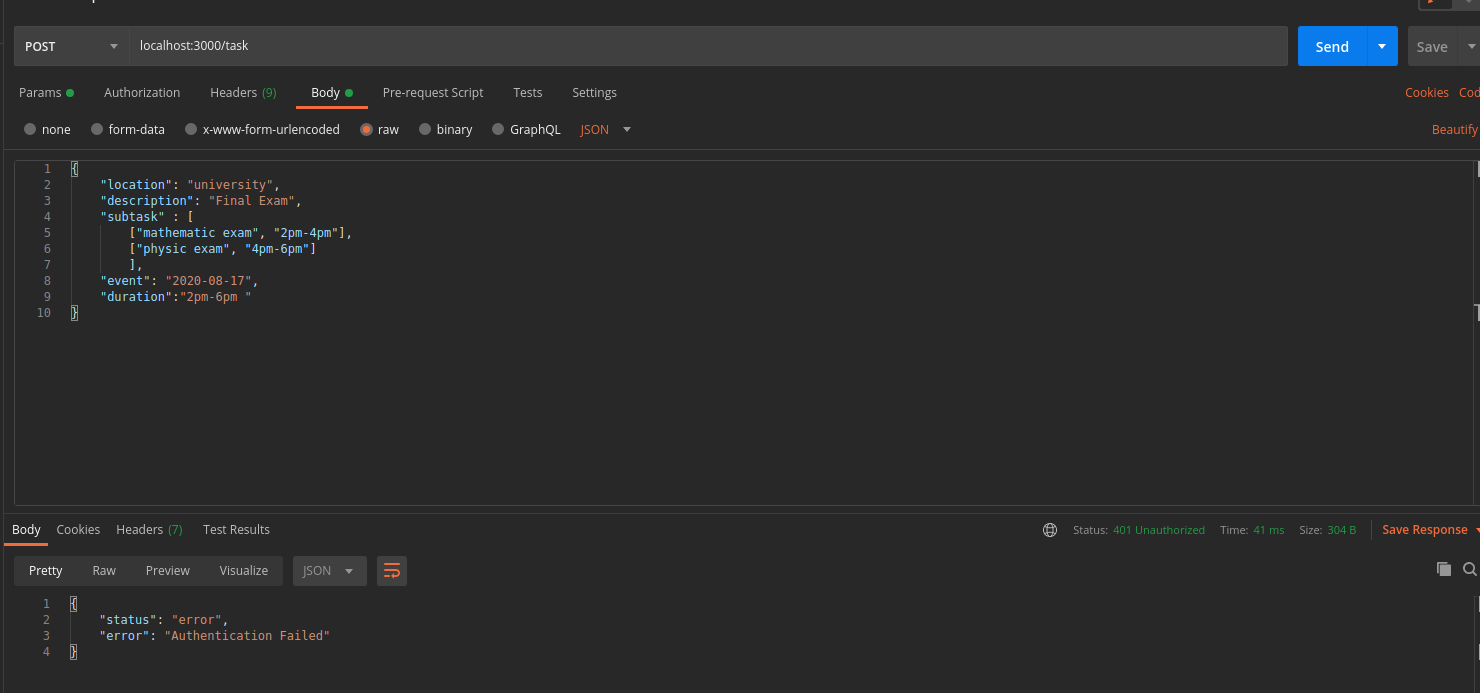 POST localhost:3000/task Send Save
Params Authorization Headers (9) Body Pre-request Script Tests Settings Cookies Cod
none form-data x-www-form-urlencoded raw binary GraphQL JSON Beautify
1 {
2 "location": "university",
3 "description": "Final Exam",
4 "subtask" : [
5 ["mathematic exam", "2pm-4pm"],
6 ["physic exam", "4pm-6pm"]
7 ],
8 "event": "2020-08-17",
9 "duration":"2pm-6pm "
10 }
Body Cookies Headers (7) Test Results Status: 401 Unauthorized Time: 41 ms Size: 304 B Save Response
Pretty Raw Preview Visualize JSON
1 {
2 "status": "error",
3 "error": "Authentication Failed"
4 }